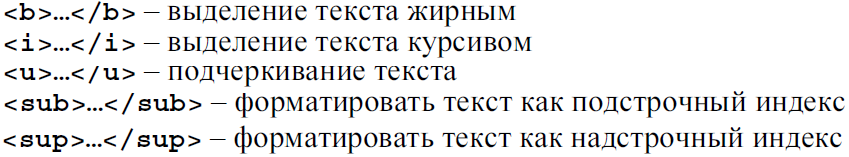 <b>…</b> – выделение текста жирным
<i>…</i> – выделение текста курсивом
<u>…</u> – подчеркивание текста
<sub>…</sub> – форматировать текст как подстрочный индекс
<sup>…</sup> – форматировать текст как надстрочный индекс